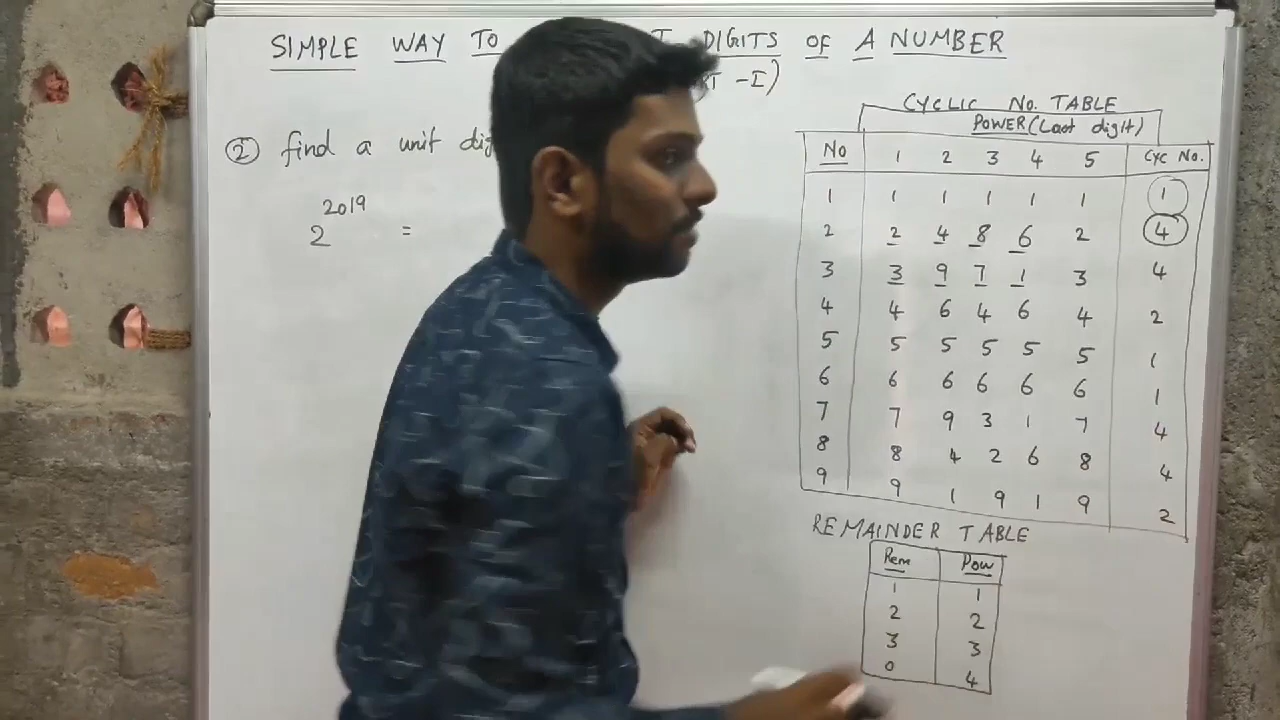 SIMPLE WAY TO DIGITS OF A NUMBER
-I)
② find a unit
2^2019 =
CYCLIC NO. TABLE
POWER (Last digit)
No 1 2 3 4 5 CYC No.
1 1 1 1 1 1 1
2 2 4 8 6 2 4
3 3 9 7 1 3 4
4 4 6 4 6 4 2
5 5 5 5 5 5 1
6 6 6 6 6 6 1
7 7 9 3 1 7 4
8 8 4 2 6 8 4
9 9 1 9 1 9 2
REMAINDER TABLE
Rem Pow
1 1
2 2
3 3
0 4